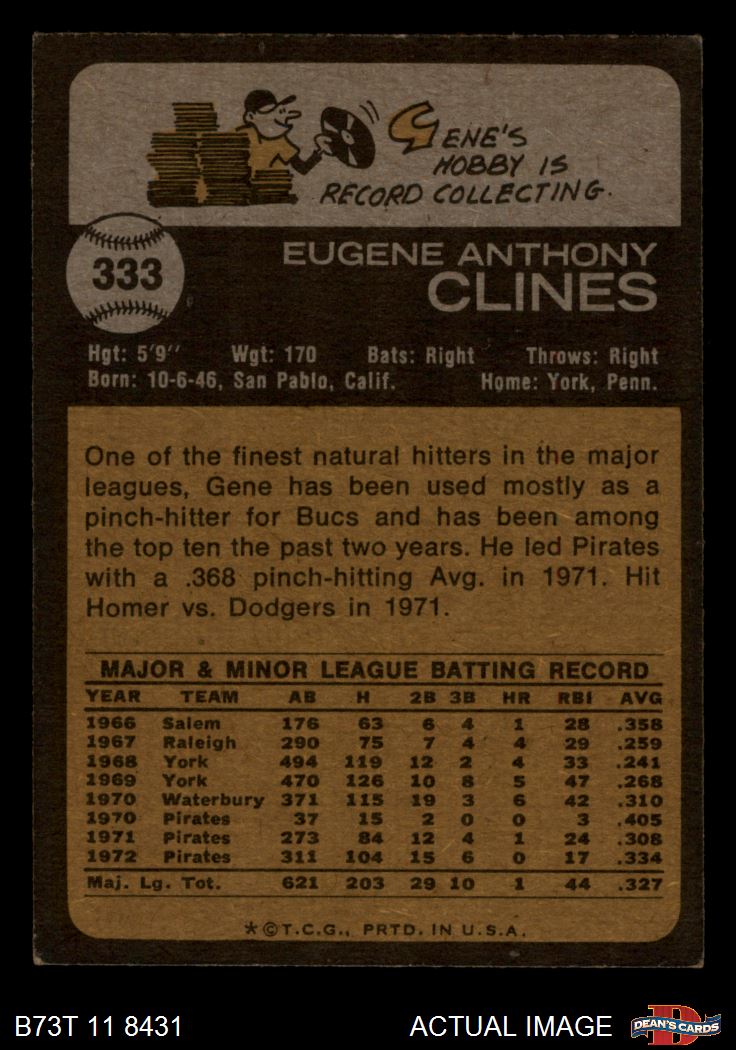 GENE'S
HOBBY IS
RECORD COLLECTING.
333
EUGENE ANTHONY
CLINES
Hgt: 5'9" Wgt: 170 Bats: Right Throws: Right
Born: 10-6-46, San Pablo, Calif. Home: York, Penn.
One of the finest natural hitters in the major
leagues, Gene has been used mostly as a
pinch-hitter for Bucs and has been among
the top ten the past two years. He led Pirates
with a .368 pinch-hitting Avg. in 1971. Hit
Homer vs. Dodgers in 1971.
MAJOR & MINOR LEAGUE BATTING RECORD
YEAR TEAM AB H 2B 3B HR RBI AVG
1966 Salem 176 63 6 4 1 28 .358
1967 Raleigh 290 75 7 4 4 29 .259
1968 York 494 119 12 2 4 33 .241
1969 York 470 126 10 8 5 47 .268
1970 Waterbury 371 115 19 3 6 42 .310
1970 Pirates 37 15 2 0 0 3 .405
1971 Pirates 273 84 12 4 1 24 .308
1972 Pirates 311 104 15 6 0 17 .334
Maj. Lg. Tot. 621 203 29 10 1 44 .327
*©T.C.G., PRTD. IN U.S.A.
B73T 11 8431 ACTUAL IMAGE
D
DEAN'S CARDS